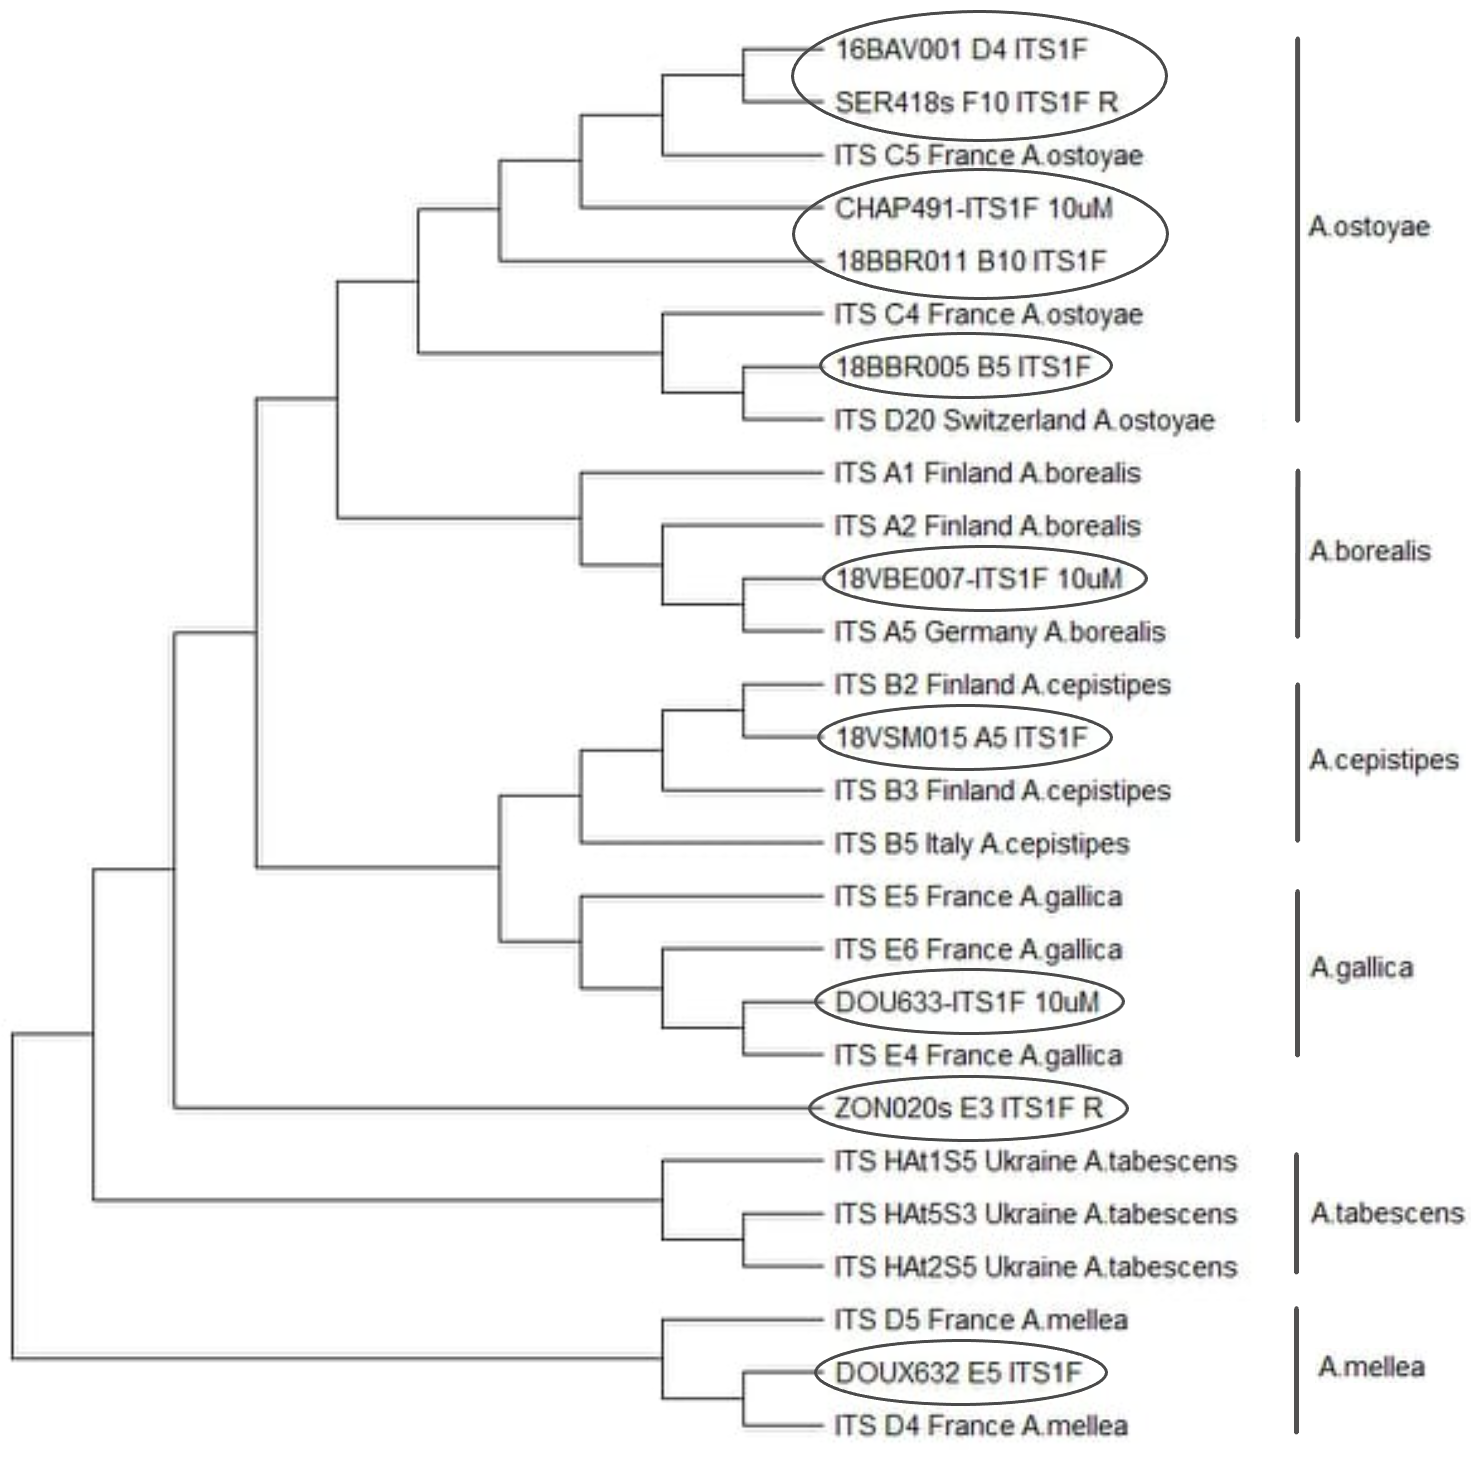 16BAV001 D4 ITS1F
SER418s F10 ITS1F R
ITS C5 France A.ostoyae
CHAP491-ITS1F 10uM
18BBR011 B10 ITS1F
ITS C4 France A.ostoyae
18BBR005 B5 ITS1F
ITS D20 Switzerland A.ostoyae
A.ostoyae
ITS A1 Finland A.borealis
ITS A2 Finland A.borealis
18VBE007-ITS1F 10uM
ITS A5 Germany A.borealis
A.borealis
ITS B2 Finland A.cepistipes
18VSM015 A5 ITS1F
ITS B3 Finland A.cepistipes
ITS B5 Italy A.cepistipes
A.cepistipes
ITS E5 France A.gallica
ITS E6 France A.gallica
DOU633-ITS1F 10uM
ITS E4 France A.gallica
A.gallica
ZON020s E3 ITS1F R
ITS HAt1S5 Ukraine A.tabescens
ITS HAt5S3 Ukraine A.tabescens
ITS HAt2S5 Ukraine A.tabescens
A.tabescens
ITS D5 France A.mellea
DOUX632 E5 ITS1F
ITS D4 France A.mellea
A.mellea